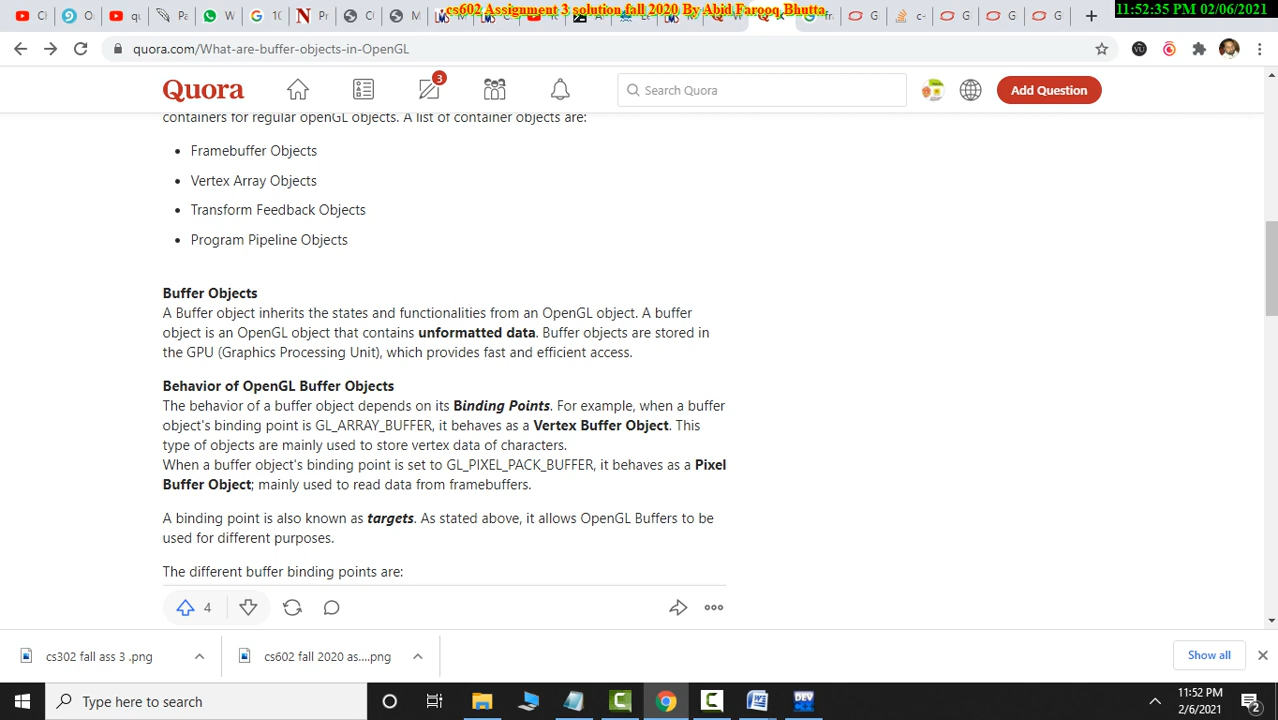 cs602 Assignment 3 solution fall 2020 By Abid Farooq Bhutta
11:52:35 PM 02/06/2021
quora.com/What-are-buffer-objects-in-OpenGL
Quora
3
Search Quora
Add Question
containers for regular openGL objects. A list of container objects are:
• Framebuffer Objects
• Vertex Array Objects
• Transform Feedback Objects
• Program Pipeline Objects
Buffer Objects
A Buffer object inherits the states and functionalities from an OpenGL object. A buffer
object is an OpenGL object that contains unformatted data. Buffer objects are stored in
the GPU (Graphics Processing Unit), which provides fast and efficient access.
Behavior of OpenGL Buffer Objects
The behavior of a buffer object depends on its Binding Points. For example, when a buffer
object's binding point is GL_ARRAY_BUFFER, it behaves as a Vertex Buffer Object. This
type of objects are mainly used to store vertex data of characters.
When a buffer object's binding point is set to GL_PIXEL_PACK_BUFFER, it behaves as a Pixel
Buffer Object; mainly used to read data from framebuffers.
A binding point is also known as targets. As stated above, it allows OpenGL Buffers to be
used for different purposes.
The different buffer binding points are:
4
cs302 fall ass 3 .png
cs602 fall 2020 as....png
Show all
Type here to search
11:52 PM
2/6/2021
2